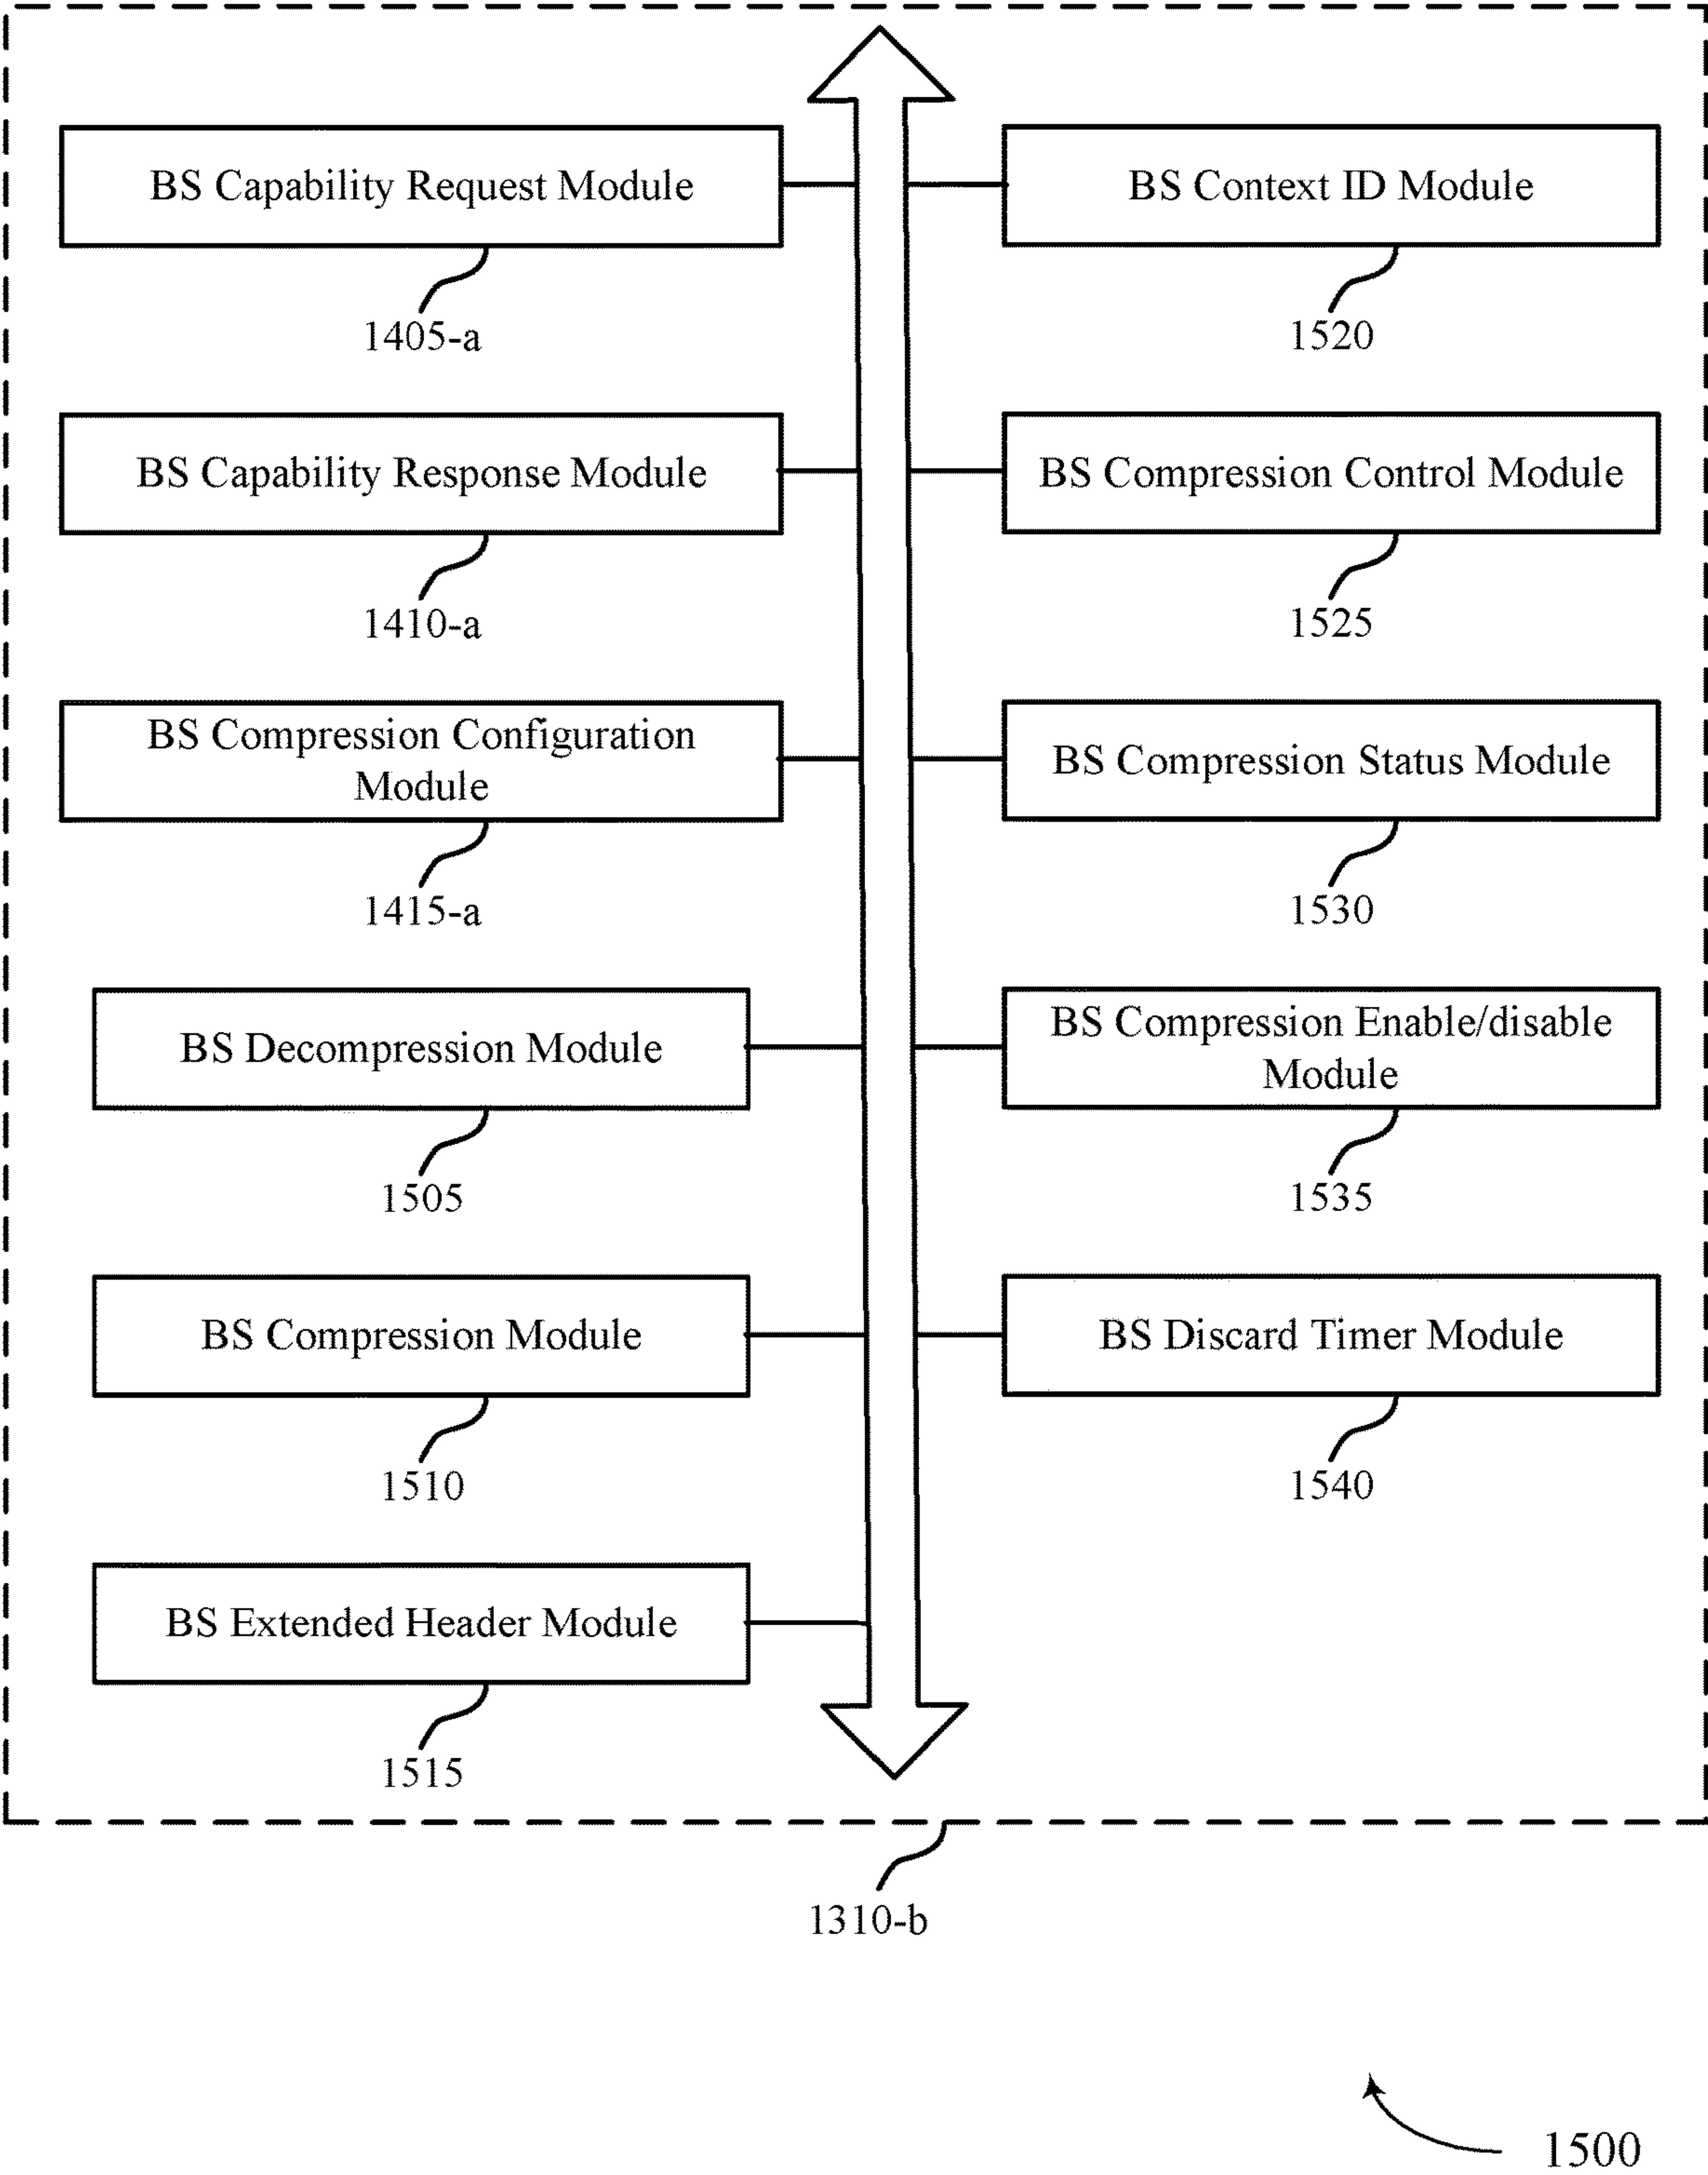 BS Capability Request Module
1405-a
BS Capability Response Module
1410-a
BS Compression Configuration
Module
1415-a
BS Decompression Module
1505
BS Compression Module
1510
BS Extended Header Module
1515
BS Context ID Module
1520
BS Compression Control Module
1525
BS Compression Status Module
1530
BS Compression Enable/disable
Module
1535
BS Discard Timer Module
1540
1310-b
1500